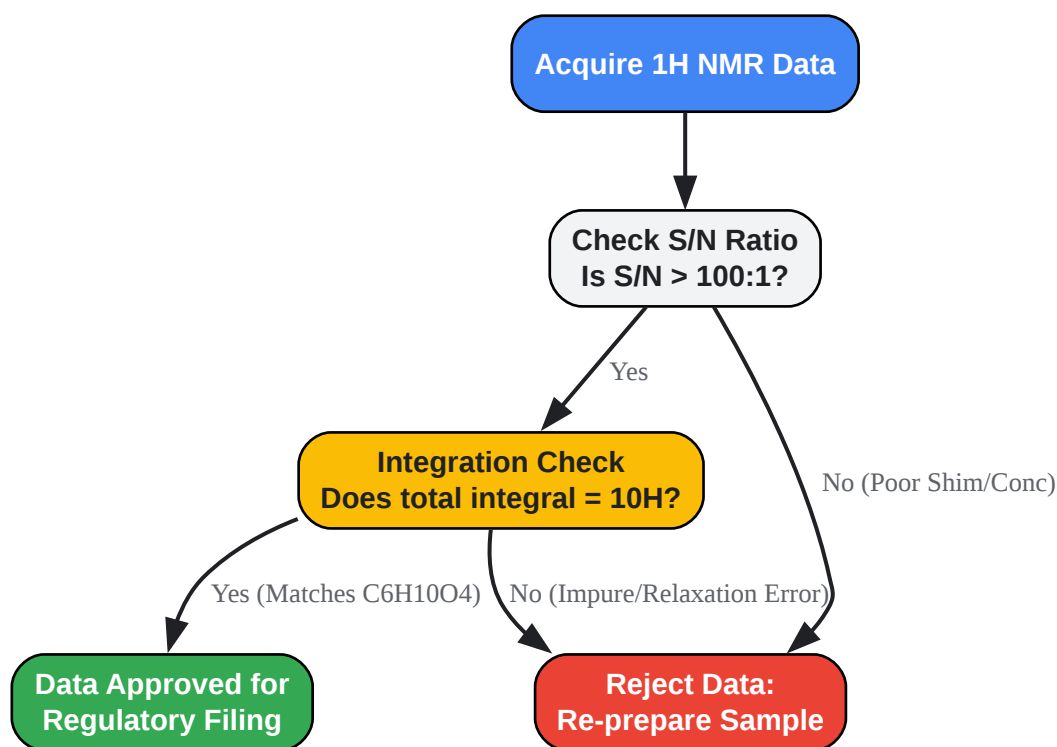 Acquire 1H NMR Data
Check S/N Ratio
Is S/N > 100:1?
Yes
Integration Check
Does total integral = 10H?
No (Poor Shim/Conc)
Yes (Matches C6H10O4)
No (Impure/Relaxation Error)
Data Approved for
Regulatory Filing
Reject Data:
Re-prepare Sample